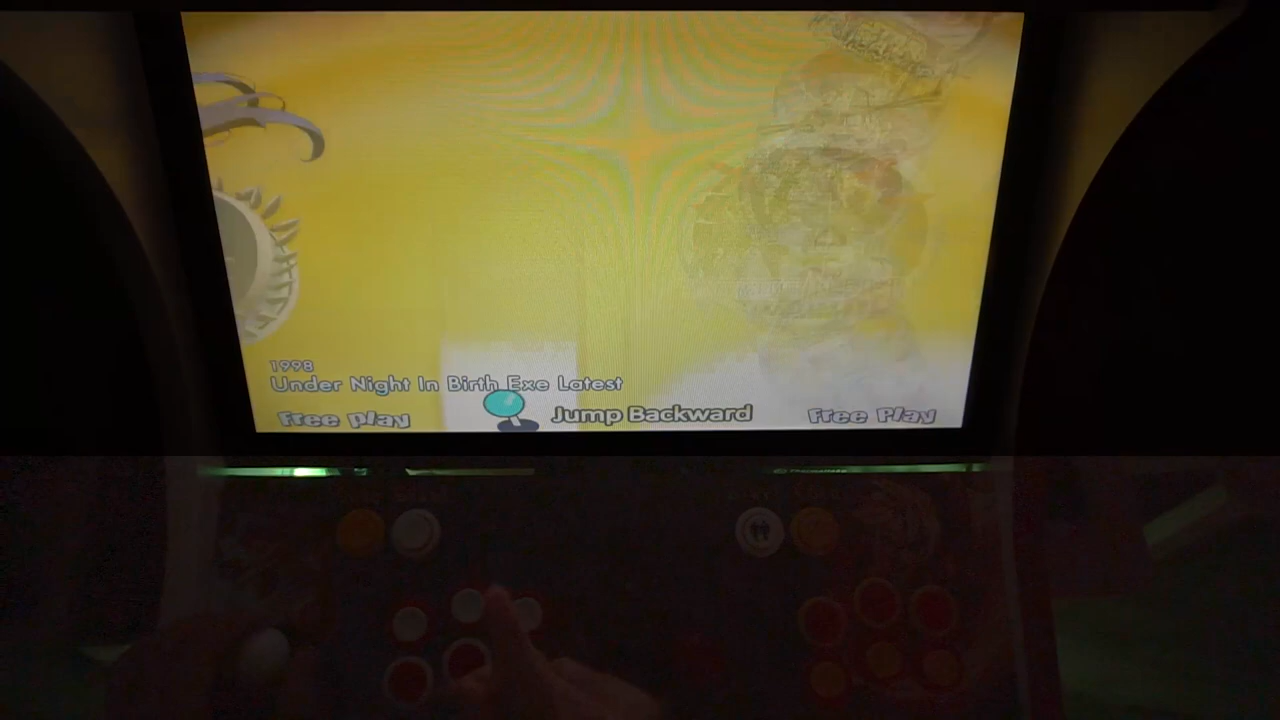 1998
Under Night In Birth Exe Latest
Free play
Jump Backward
Free Play